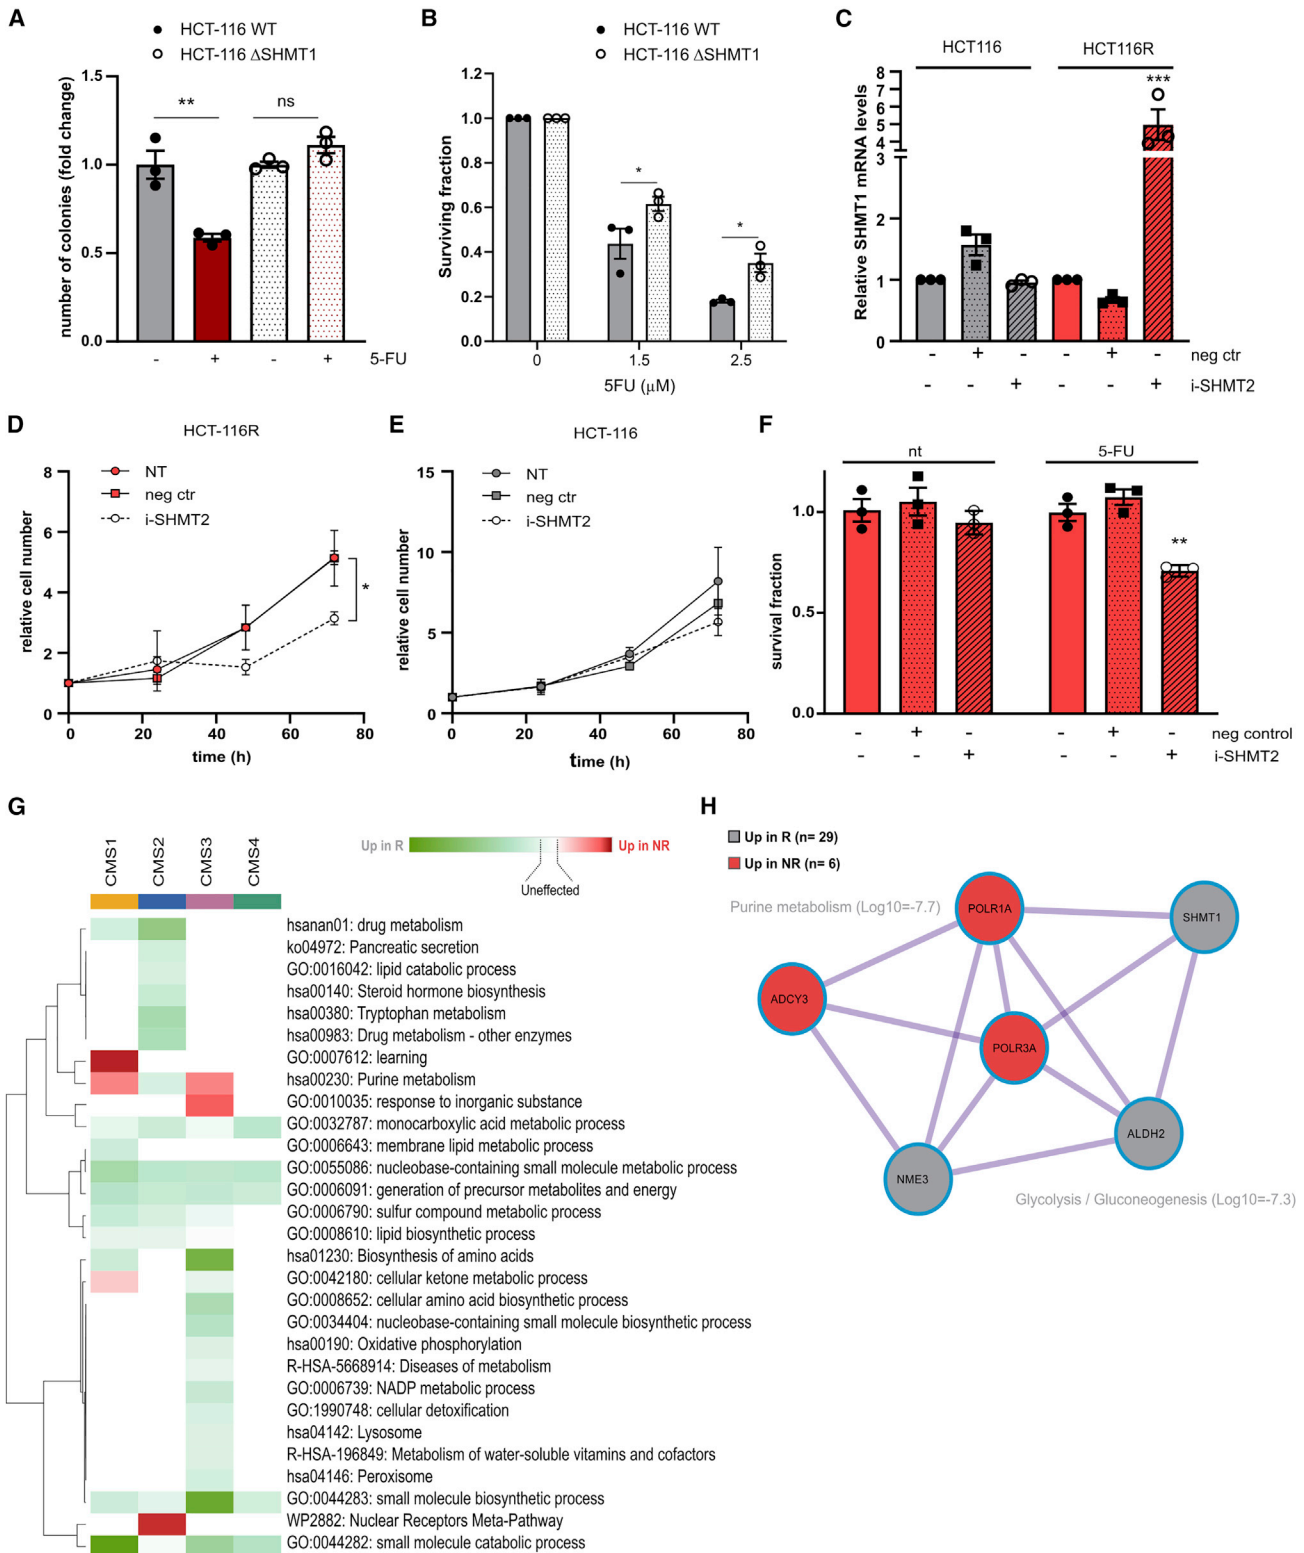 A
HCT-116 WT
HCT-116 ΔSHMT1
number of colonies (fold change)
1.5
1.0
0.5
0.0
**
ns
- + - + 5-FU
B
HCT-116 WT
HCT-116 ΔSHMT1
Surviving fraction
1.2
1.0
0.8
0.6
0.4
0.2
0.0
*
*
0 1.5 2.5
5FU (μM)
C
HCT116 HCT116R
Relative SHMT1 mRNA levels
8
7
6
5
4
3
2
1
0
***
- + - - + - neg ctr
- - + - - + i-SHMT2
D
HCT-116R
NT
neg ctr
i-SHMT2
relative cell number
8
6
4
2
0
*
0 20 40 60 80
time (h)
E
HCT-116
NT
neg ctr
i-SHMT2
relative cell number
15
10
5
0
0 20 40 60 80
time (h)
F
nt 5-FU
survival fraction
1.0
0.5
0.0
**
- + - - + - neg control
- - + - - + i-SHMT2
G
CMS1 CMS2 CMS3 CMS4
Up in R Up in NR
Uneffected
hsanan01: drug metabolism
ko04972: Pancreatic secretion
GO:0016042: lipid catabolic process
hsa00140: Steroid hormone biosynthesis
hsa00380: Tryptophan metabolism
hsa00983: Drug metabolism - other enzymes
GO:0007612: learning
hsa00230: Purine metabolism
GO:0010035: response to inorganic substance
GO:0032787: monocarboxylic acid metabolic process
GO:0006643: membrane lipid metabolic process
GO:0055086: nucleobase-containing small molecule metabolic process
GO:0006091: generation of precursor metabolites and energy
GO:0006790: sulfur compound metabolic process
GO:0008610: lipid biosynthetic process
hsa01230: Biosynthesis of amino acids
GO:0042180: cellular ketone metabolic process
GO:0008652: cellular amino acid biosynthetic process
GO:0034404: nucleobase-containing small molecule biosynthetic process
hsa00190: Oxidative phosphorylation
R-HSA-5668914: Diseases of metabolism
GO:0006739: NADP metabolic process
GO:1990748: cellular detoxification
hsa04142: Lysosome
R-HSA-196849: Metabolism of water-soluble vitamins and cofactors
hsa04146: Peroxisome
GO:0044283: small molecule biosynthetic process
WP2882: Nuclear Receptors Meta-Pathway
GO:0044282: small molecule catabolic process
H
Up in R (n= 29)
Up in NR (n= 6)
Purine metabolism (Log10=-7.7)
POLR1A
SHMT1
ADCY3
POLR3A
ALDH2
NME3
Glycolysis / Gluconeogenesis (Log10=-7.3)